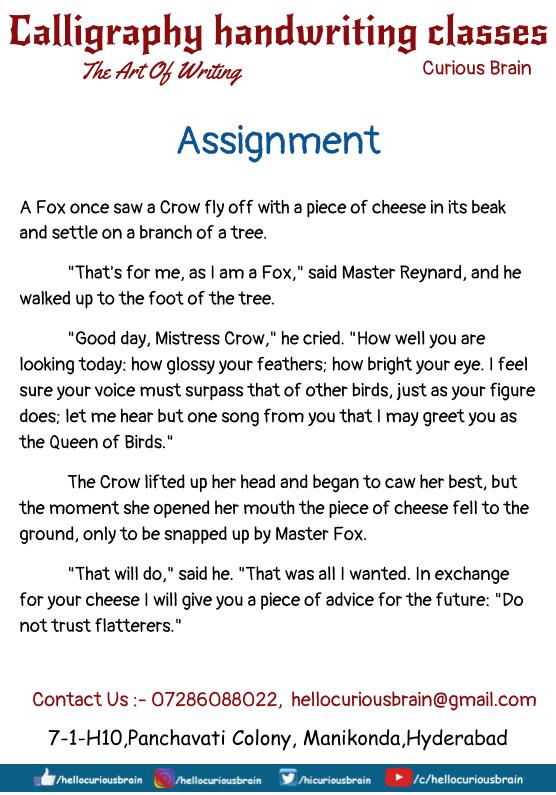 Calligraphy handwriting classes
The Art Of Writing
Curious Brain
Assignment
A Fox once saw a Crow fly off with a piece of cheese in its beak
and settle on a branch of a tree.
"That's for me, as I am a Fox," said Master Reynard, and he
walked up to the foot of the tree.
"Good day, Mistress Crow," he cried. "How well you are
looking today: how glossy your feathers; how bright your eye. I feel
sure your voice must surpass that of other birds, just as your figure
does; let me hear but one song from you that I may greet you as
the Queen of Birds."
The Crow lifted up her head and began to caw her best, but
the moment she opened her mouth the piece of cheese fell to the
ground, only to be snapped up by Master Fox.
"That will do," said he. "That was all I wanted. In exchange
for your cheese I will give you a piece of advice for the future: "Do
not trust flatterers."
Contact Us :- 07286088022, hellocuriousbrain@gmail.com
7-1-H10,Panchavati Colony, Manikonda,Hyderabad
/hellocuriousbrain /hellocuriousbrain /hicuriousbrain /c/hellocuriousbrain